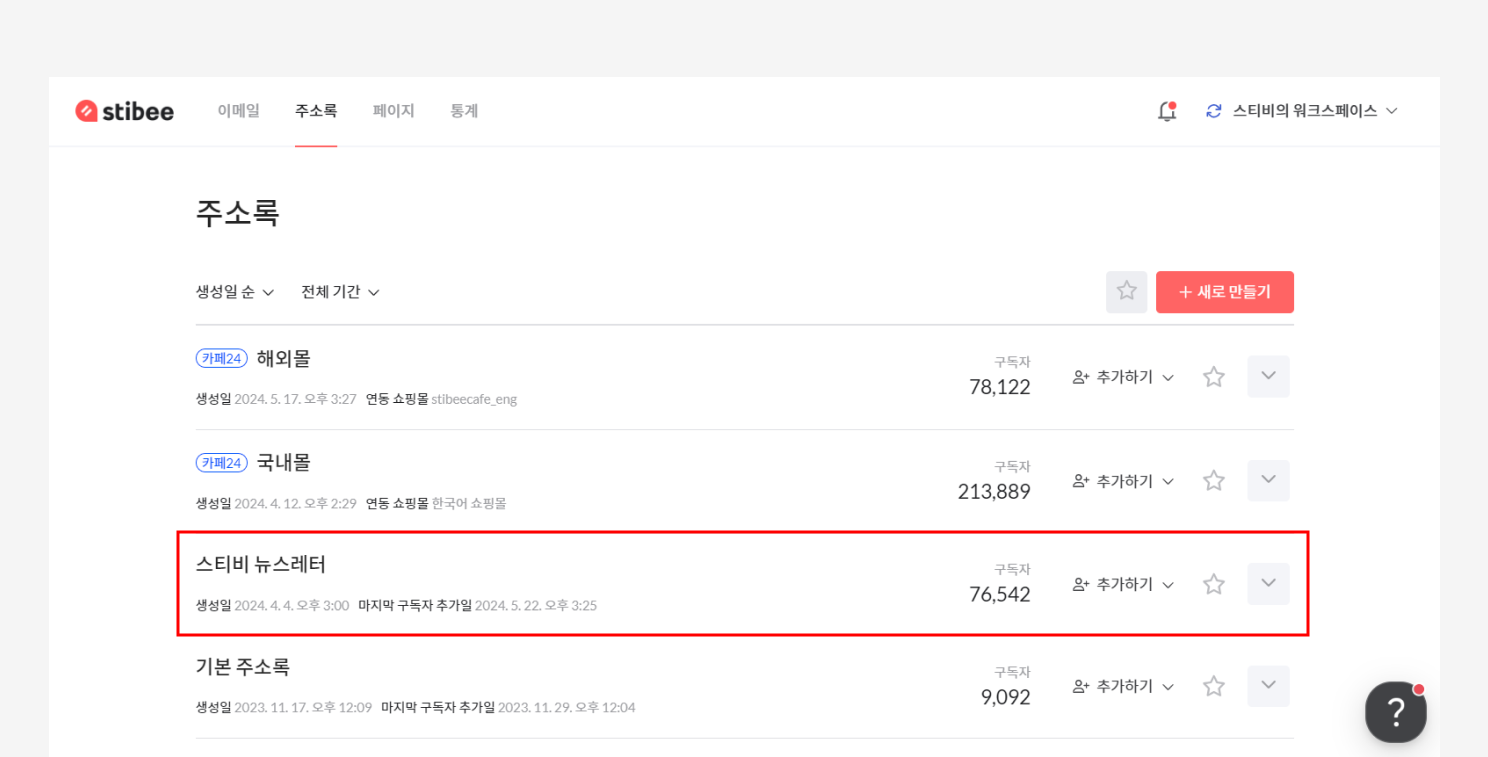 stibee 이메일 주소록 페이지 통계 스티비의 워크스페이스
주소록
생성일 순 전체 기간 + 새로 만들기
카페24 해외몰
구독자
78,122
추가하기
생성일 2024. 5. 17. 오후 3:27 연동 쇼핑몰 stibeecafe_eng
카페24 국내몰
구독자
213,889
추가하기
생성일 2024. 4. 12. 오후 2:29 연동 쇼핑몰 한국어 쇼핑몰
스티비 뉴스레터
구독자
76,542
추가하기
생성일 2024. 4. 4. 오후 3:00 마지막 구독자 추가일 2024. 5. 22. 오후 3:25
기본 주소록
구독자
9,092
추가하기
생성일 2023. 11. 17. 오후 12:09 마지막 구독자 추가일 2023. 11. 29. 오후 12:04
?